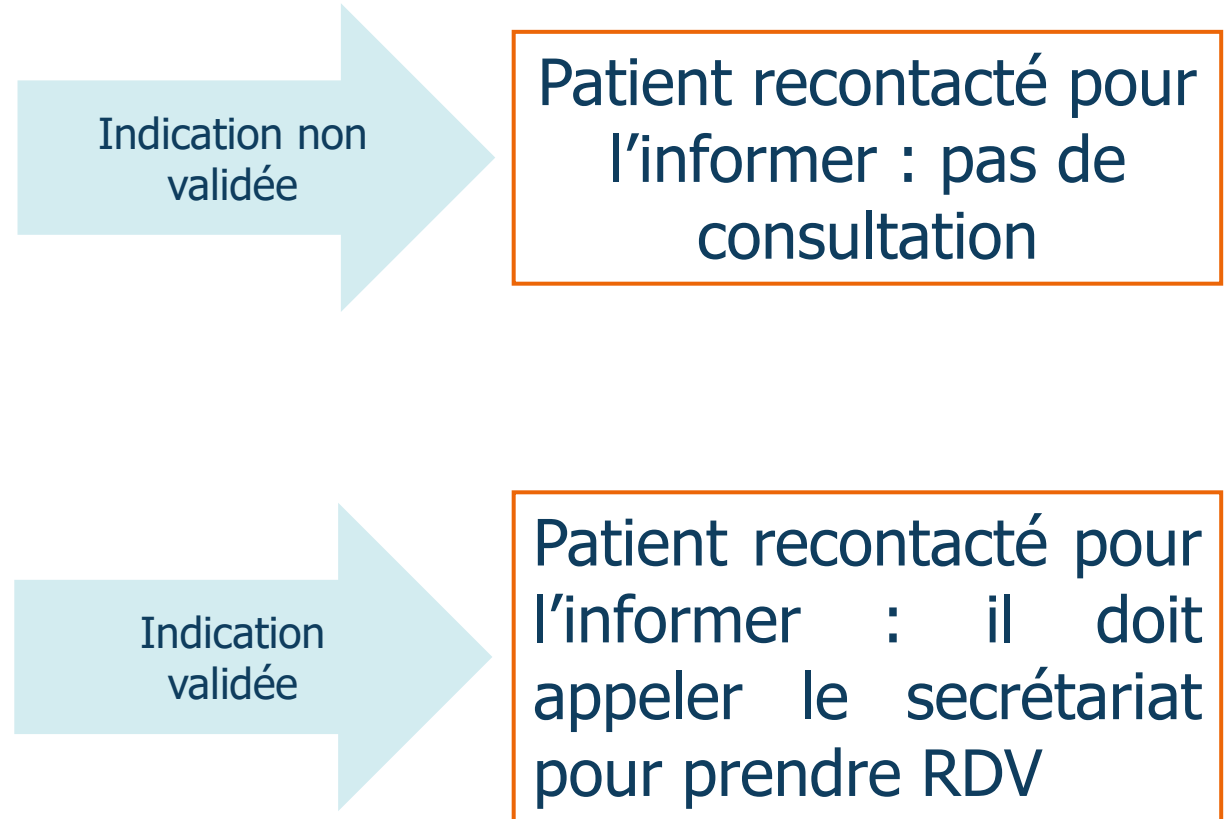 Indication non
validée
Patient recontacté pour
l’informer : pas de
consultation
Indication
validée
Patient recontacté pour
l’informer : il doit
appeler le secrétariat
pour prendre RDV